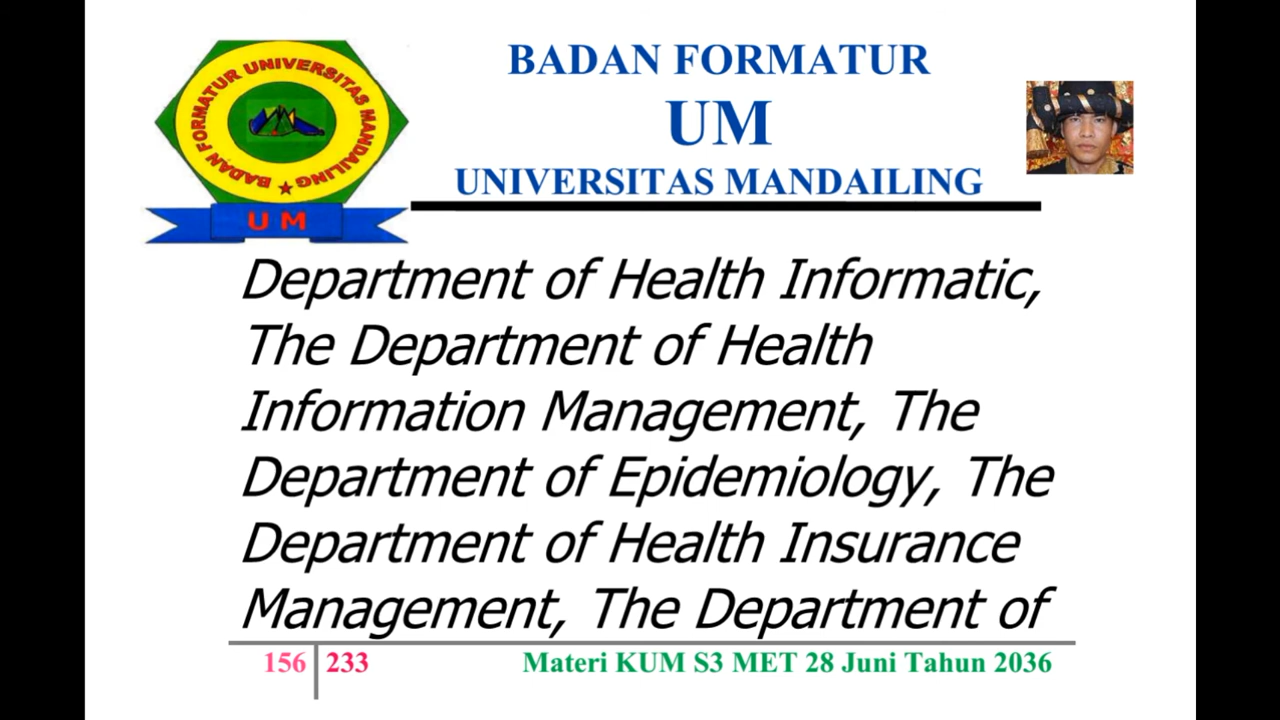 BADAN FORMATUR UNIVERSITAS MANDAILING
UM
BADAN FORMATUR
UM
UNIVERSITAS MANDAILING
Department of Health Informatic,
The Department of Health
Information Management, The
Department of Epidemiology, The
Department of Health Insurance
Management, The Department of
156 233
Materi KUM S3 MET 28 Juni Tahun 2036